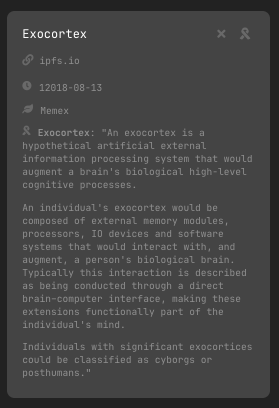 Exocortex
ipfs.io
12018-08-13
Memex
Exocortex: "An exocortex is a
hypothetical artificial external
information processing system that would
augment a brain's biological high-level
cognitive processes.
An individual's exocortex would be
composed of external memory modules,
processors, IO devices and software
systems that would interact with, and
augment, a person's biological brain.
Typically this interaction is described
as being conducted through a direct
brain-computer interface, making these
extensions functionally part of the
individual's mind.
Individuals with significant exocortices
could be classified as cyborgs or
posthumans."